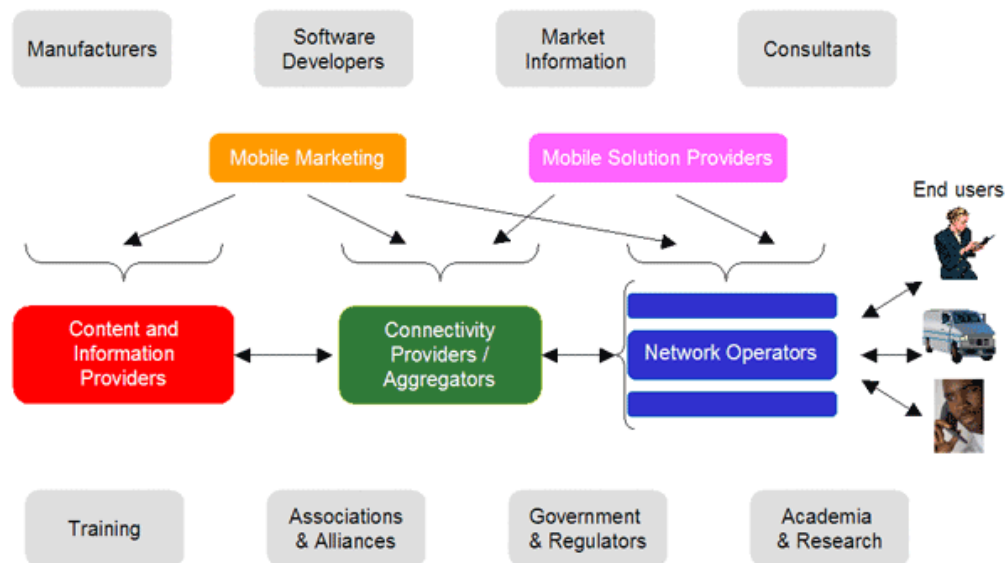 Manufacturers
Software
Developers
Market
Information
Consultants
Mobile Marketing
Mobile Solution Providers
End users
Content and
Information
Providers
Connectivity
Providers /
Aggregators
Network Operators
Training
Associations
& Alliances
Government
& Regulators
Academia
& Research